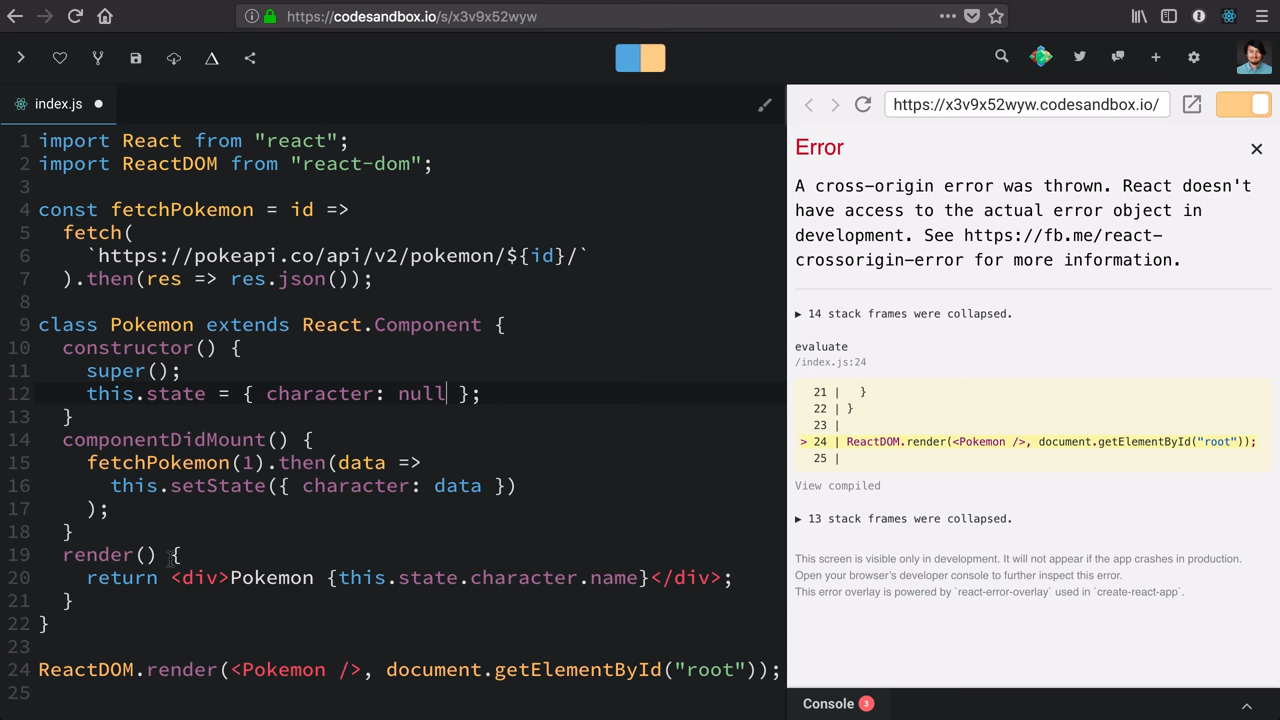 https://codesandbox.io/s/x3v9x52wyw
index.js
https://x3v9x52wyw.codesandbox.io/
1 import React from "react";
2 import ReactDOM from "react-dom";
3
4 const fetchPokemon = id =>
5 fetch(
6 `https://pokeapi.co/api/v2/pokemon/${id}/`
7 ).then(res => res.json());
8
9 class Pokemon extends React.Component {
10 constructor() {
11 super();
12 this.state = { character: null };
13 }
14 componentDidMount() {
15 fetchPokemon(1).then(data =>
16 this.setState({ character: data })
17 );
18 }
19 render() {
20 return <div>Pokemon {this.state.character.name}</div>;
21 }
22 }
23
24 ReactDOM.render(<Pokemon />, document.getElementById("root"));
25
Error
A cross-origin error was thrown. React doesn't
have access to the actual error object in
development. See https://fb.me/react-
crossorigin-error for more information.
▶ 14 stack frames were collapsed.
evaluate
/index.js:24
21 | }
22 | }
23 |
> 24 | ReactDOM.render(<Pokemon />, document.getElementById("root"));
25 |
View compiled
▶ 13 stack frames were collapsed.
This screen is visible only in development. It will not appear if the app crashes in production.
Open your browser's developer console to further inspect this error.
This error overlay is powered by `react-error-overlay` used in `create-react-app`.
Console 3